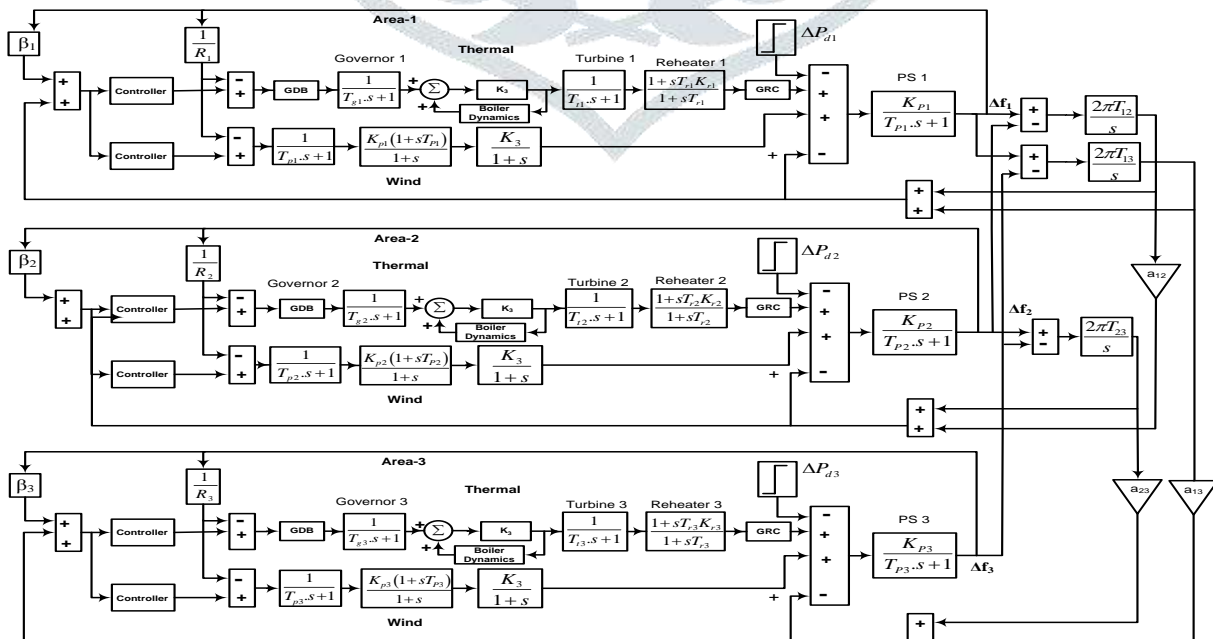 Area-1
β1
1/R1
Thermal
ΔPd1
Governor 1
Turbine 1
Reheater 1
PS 1
+
+
Controller
-
-
GDB
1/(Tg1.s+1)
+
Σ
+
K3
Boiler Dynamics
1/(Tt1.s+1)
(1+sTr1Kr1)/(1+sTr1)
GRC
-
+
+
-
KP1/(TP1.s+1)
Δf1
+
-
2πT12/s
Controller
-
+
1/(Tp1.s+1)
Kp1(1+sTP1)/(1+s)
K3/(1+s)
Wind
+
+
-
2πT13/s
+
+
Area-2
β2
1/R2
Thermal
ΔPd2
Governor 2
Turbine 2
Reheater 2
PS 2
a12
+
+
Controller
-
+
GDB
1/(Tg2.s+1)
+
Σ
+
K3
Boiler Dynamics
1/(Tt2.s+1)
(1+sTr2Kr2)/(1+sTr2)
GRC
-
+
+
-
KP2/(TP2.s+1)
Δf2
+
-
2πT23/s
Controller
-
+
1/(Tp2.s+1)
Kp2(1+sTP2)/(1+s)
K3/(1+s)
Wind
+
+
+
Area-3
β3
1/R3
Thermal
ΔPd3
Governor 3
Turbine 3
Reheater 3
PS 3
a23
a13
+
+
Controller
-
+
GDB
1/(Tg3.s+1)
+
Σ
+
K3
Boiler Dynamics
1/(Tt3.s+1)
(1+sTr3Kr3)/(1+sTr3)
GRC
-
+
+
-
KP3/(TP3.s+1)
Δf3
Controller
-
+
1/(Tp3.s+1)
Kp3(1+sTP3)/(1+s)
K3/(1+s)
Wind
+
+
+